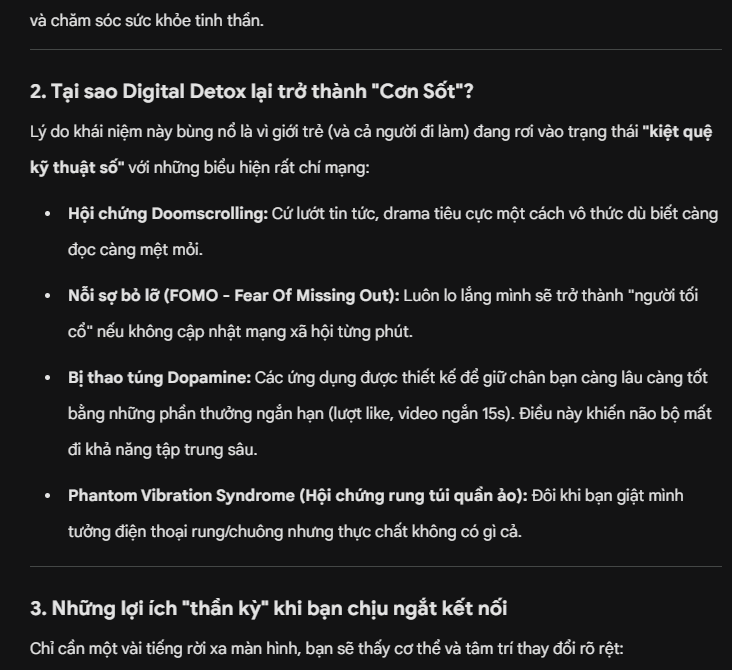 và chăm sóc sức khỏe tinh thần.
2. Tại sao Digital Detox lại trở thành "Cơn Sốt"?
Lý do khái niệm này bùng nổ là vì giới trẻ (và cả người đi làm) đang rơi vào trạng thái "kiệt quệ
kỹ thuật số" với những biểu hiện rất chí mạng:
• Hội chứng Doomscrolling: Cứ lướt tin tức, drama tiêu cực một cách vô thức dù biết càng
đọc càng mệt mỏi.
• Nỗi sợ bỏ lỡ (FOMO - Fear Of Missing Out): Luôn lo lắng mình sẽ trở thành "người tối
cổ" nếu không cập nhật mạng xã hội từng phút.
• Bị thao túng Dopamine: Các ứng dụng được thiết kế để giữ chân bạn càng lâu càng tốt
bằng những phần thưởng ngắn hạn (lượt like, video ngắn 15s). Điều này khiến não bộ mất
đi khả năng tập trung sâu.
• Phantom Vibration Syndrome (Hội chứng rung túi quần ảo): Đôi khi bạn giật mình
tưởng điện thoại rung/chuông nhưng thực chất không có gì cả.
3. Những lợi ích "thần kỳ" khi bạn chịu ngắt kết nối
Chỉ cần một vài tiếng rời xa màn hình, bạn sẽ thấy cơ thể và tâm trí thay đổi rõ rệt: